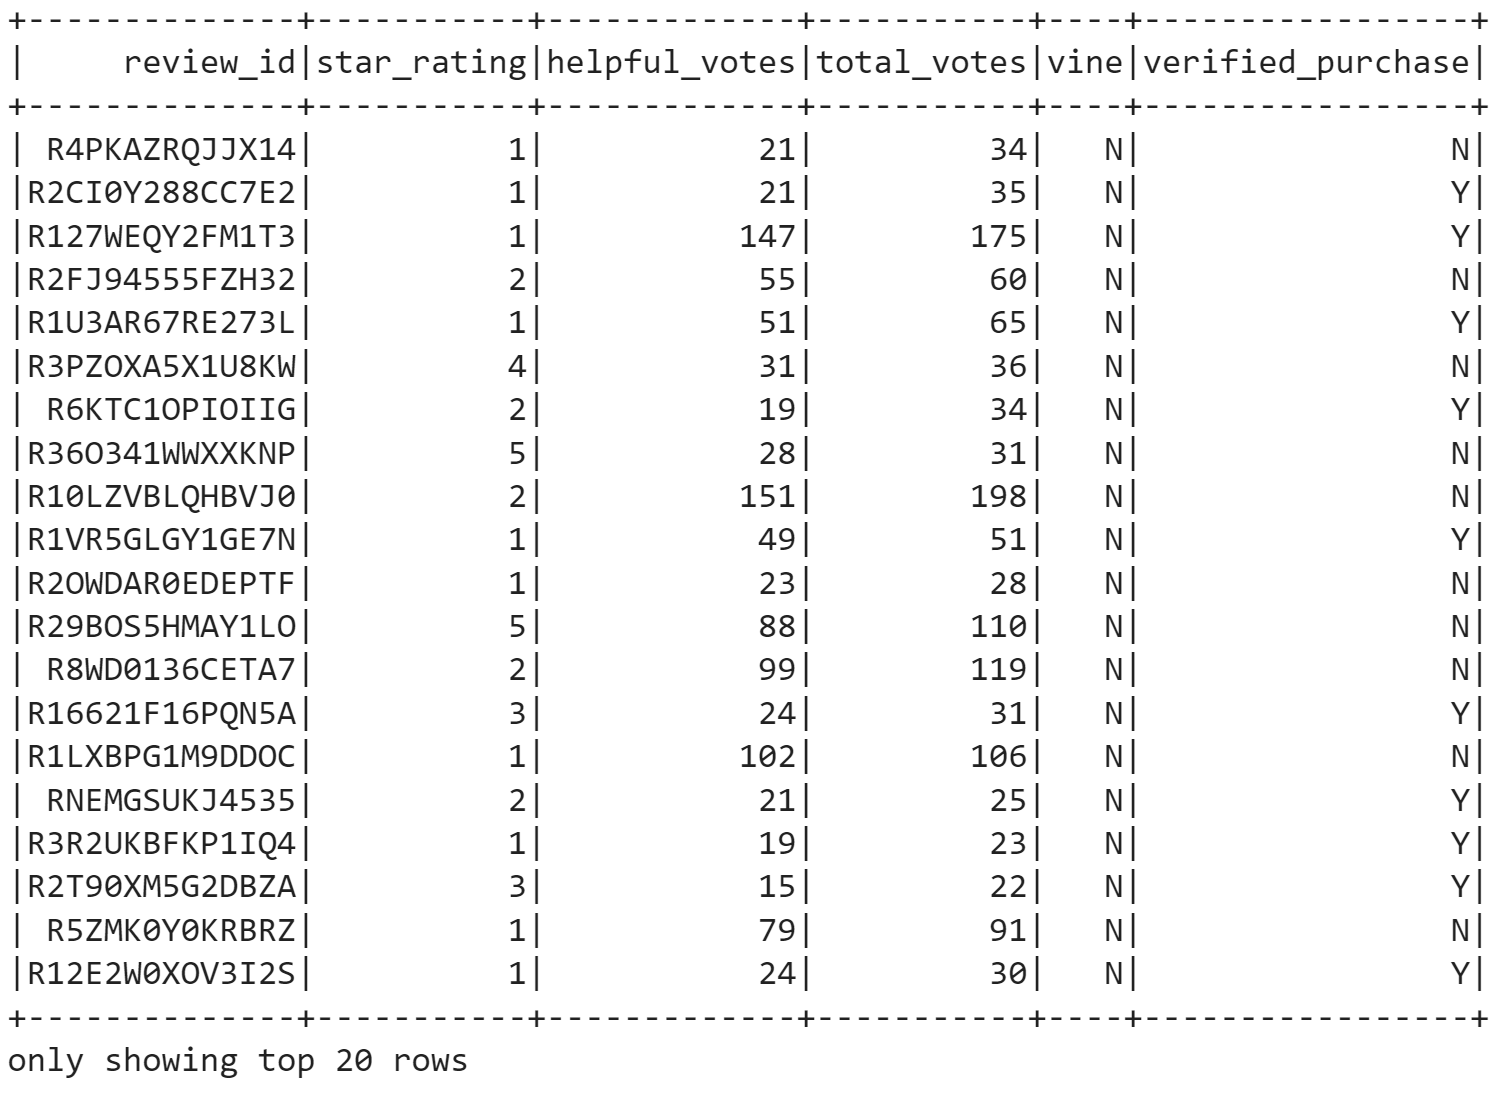 +--------------+-----------+-------------+-----------+----+-----------------+
|     review_id|star_rating|helpful_votes|total_votes|vine|verified_purchase|
+--------------+-----------+-------------+-----------+----+-----------------+
| R4PKAZRQJJX14|          1|           21|         34|   N|                N|
|R2CI0Y288CC7E2|          1|           21|         35|   N|                Y|
|R127WEQY2FM1T3|          1|          147|        175|   N|                Y|
|R2FJ94555FZH32|          2|           55|         60|   N|                N|
|R1U3AR67RE273L|          1|           51|         65|   N|                Y|
|R3PZOXA5X1U8KW|          4|           31|         36|   N|                N|
| R6KTC1OPIOIIG|          2|           19|         34|   N|                Y|
|R36O341WWXXKNP|          5|           28|         31|   N|                N|
|R10LZVBLQHBVJ0|          2|          151|        198|   N|                N|
|R1VR5GLGY1GE7N|          1|           49|         51|   N|                Y|
|R2OWDAR0EDEPTF|          1|           23|         28|   N|                N|
|R29BOS5HMAY1LO|          5|           88|        110|   N|                N|
| R8WD0136CETA7|          2|           99|        119|   N|                N|
|R16621F16PQN5A|          3|           24|         31|   N|                Y|
|R1LXBPG1M9DDOC|          1|          102|        106|   N|                N|
| RNEMGSUKJ4535|          2|           21|         25|   N|                Y|
|R3R2UKBFKP1IQ4|          1|           19|         23|   N|                Y|
|R2T90XM5G2DBZA|          3|           15|         22|   N|                Y|
| R5ZMK0Y0KRBRZ|          1|           79|         91|   N|                N|
|R12E2W0XOV3I2S|          1|           24|         30|   N|                Y|
+--------------+-----------+-------------+-----------+----+-----------------+
only showing top 20 rows